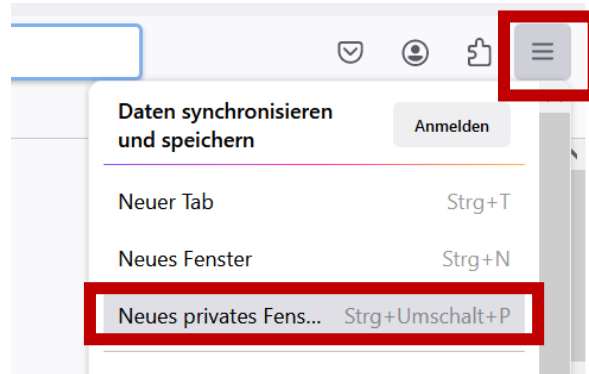 Daten synchronisieren
und speichern
Anmelden
Neuer Tab Strg+T
Neues Fenster Strg+N
Neues privates Fens... Strg+Umschalt+P